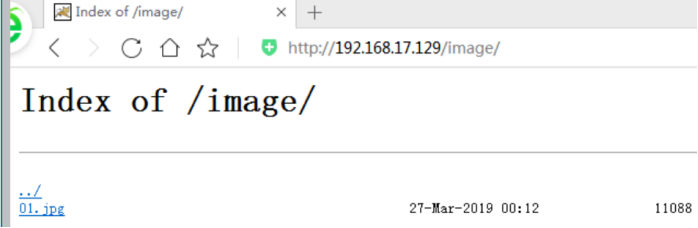 Index of /image/
http://192.168.17.129/image/
Index of /image/
../
01.jpg 27-Mar-2019 00:12 11088